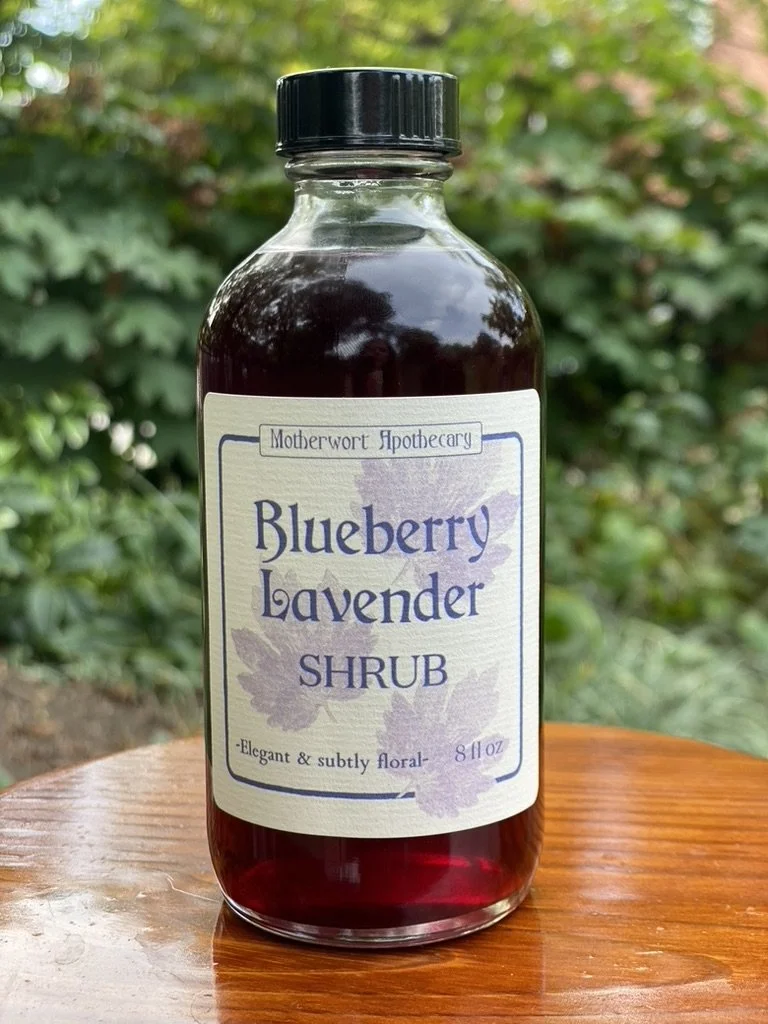 Motherwort Apothecary
Blueberry
Lavender
SHRUB
-Elegant & subtly floral- 8 fl oz